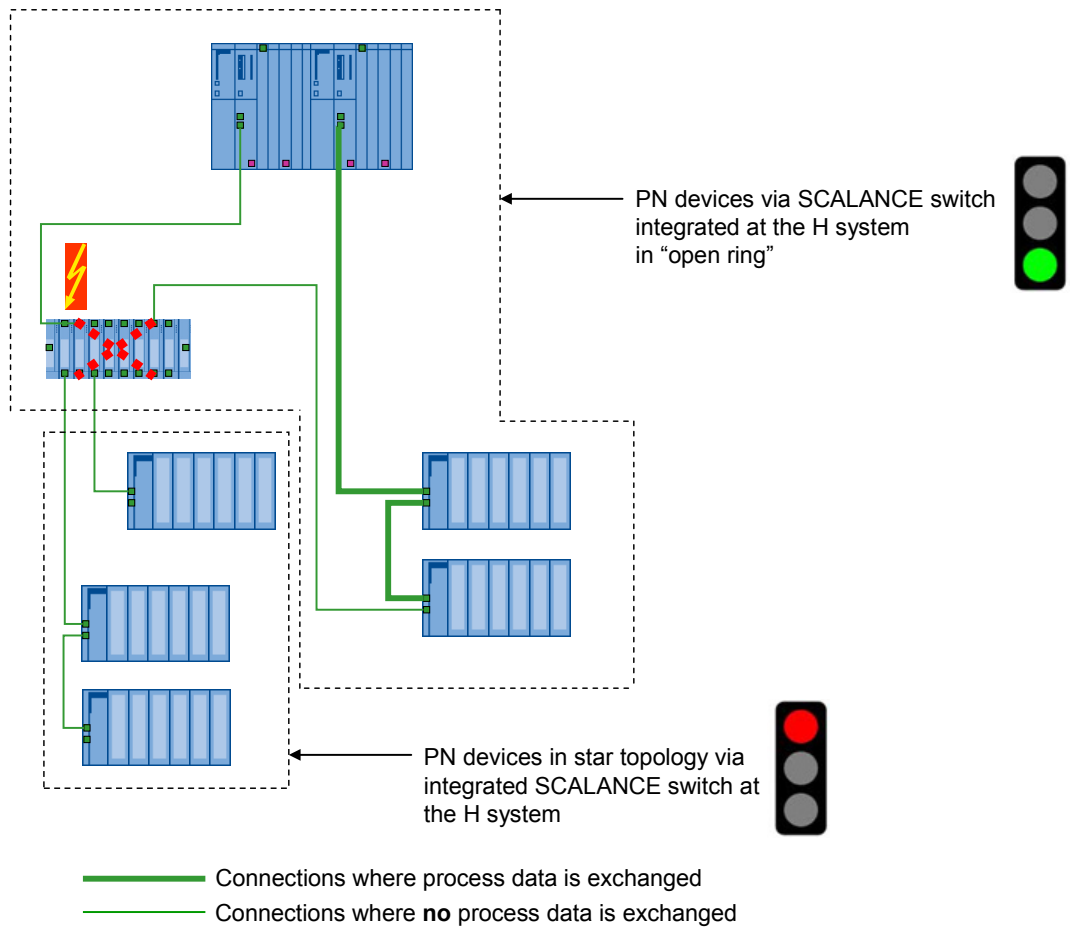 PN devices via SCALANCE switch
integrated at the H system
in “open ring”
PN devices in star topology via
integrated SCALANCE switch at
the H system
Connections where process data is exchanged
Connections where no process data is exchanged